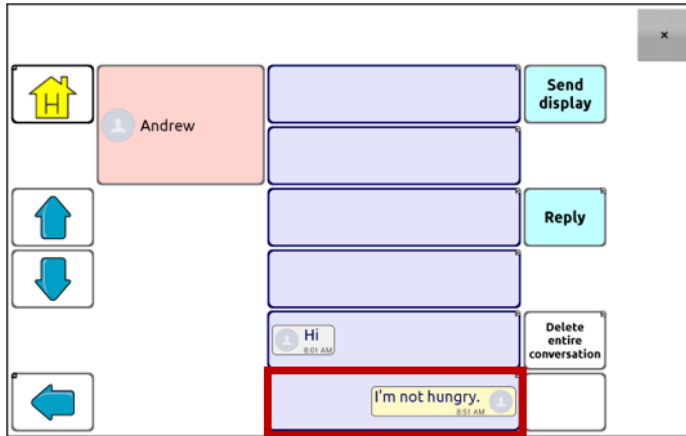 ×
H
Andrew
Send
display
Reply
Hi
8:01 AM
Delete
entire
conversation
I'm not hungry.
8:51 AM